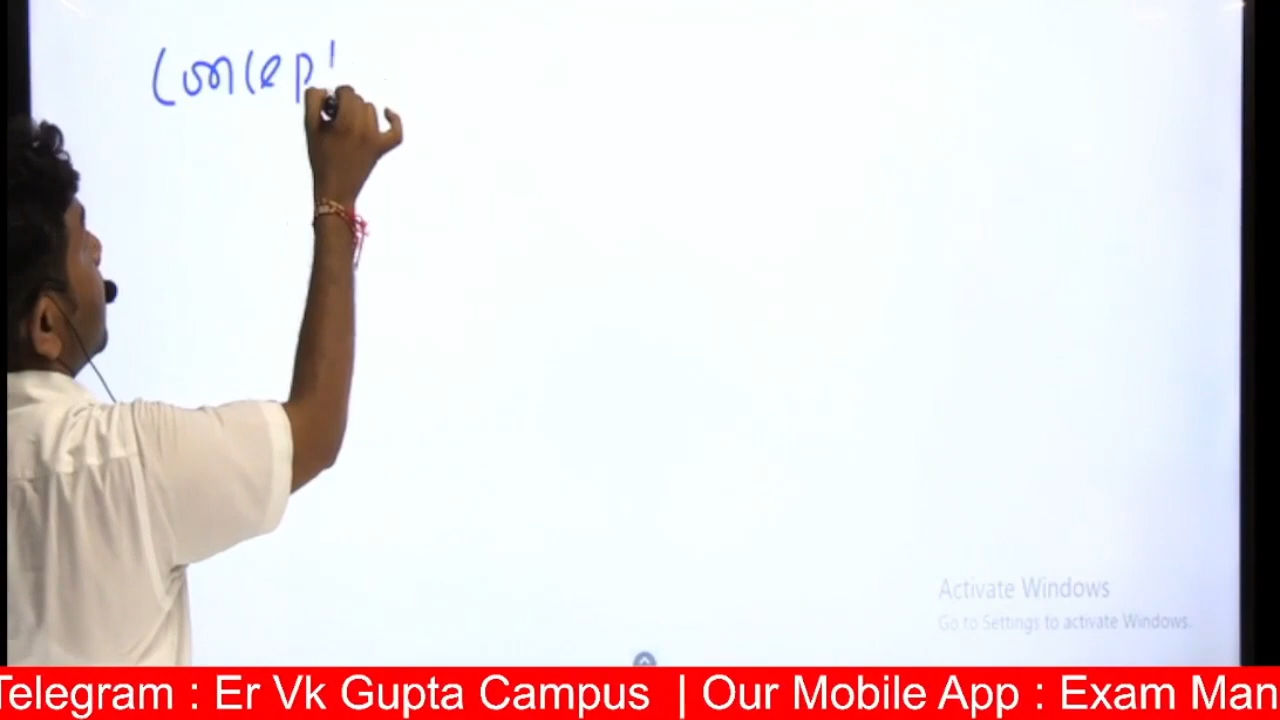 Concept
Activate Windows
Go to Settings to activate Windows.
Telegram : Er Vk Gupta Campus | Our Mobile App : Exam Man